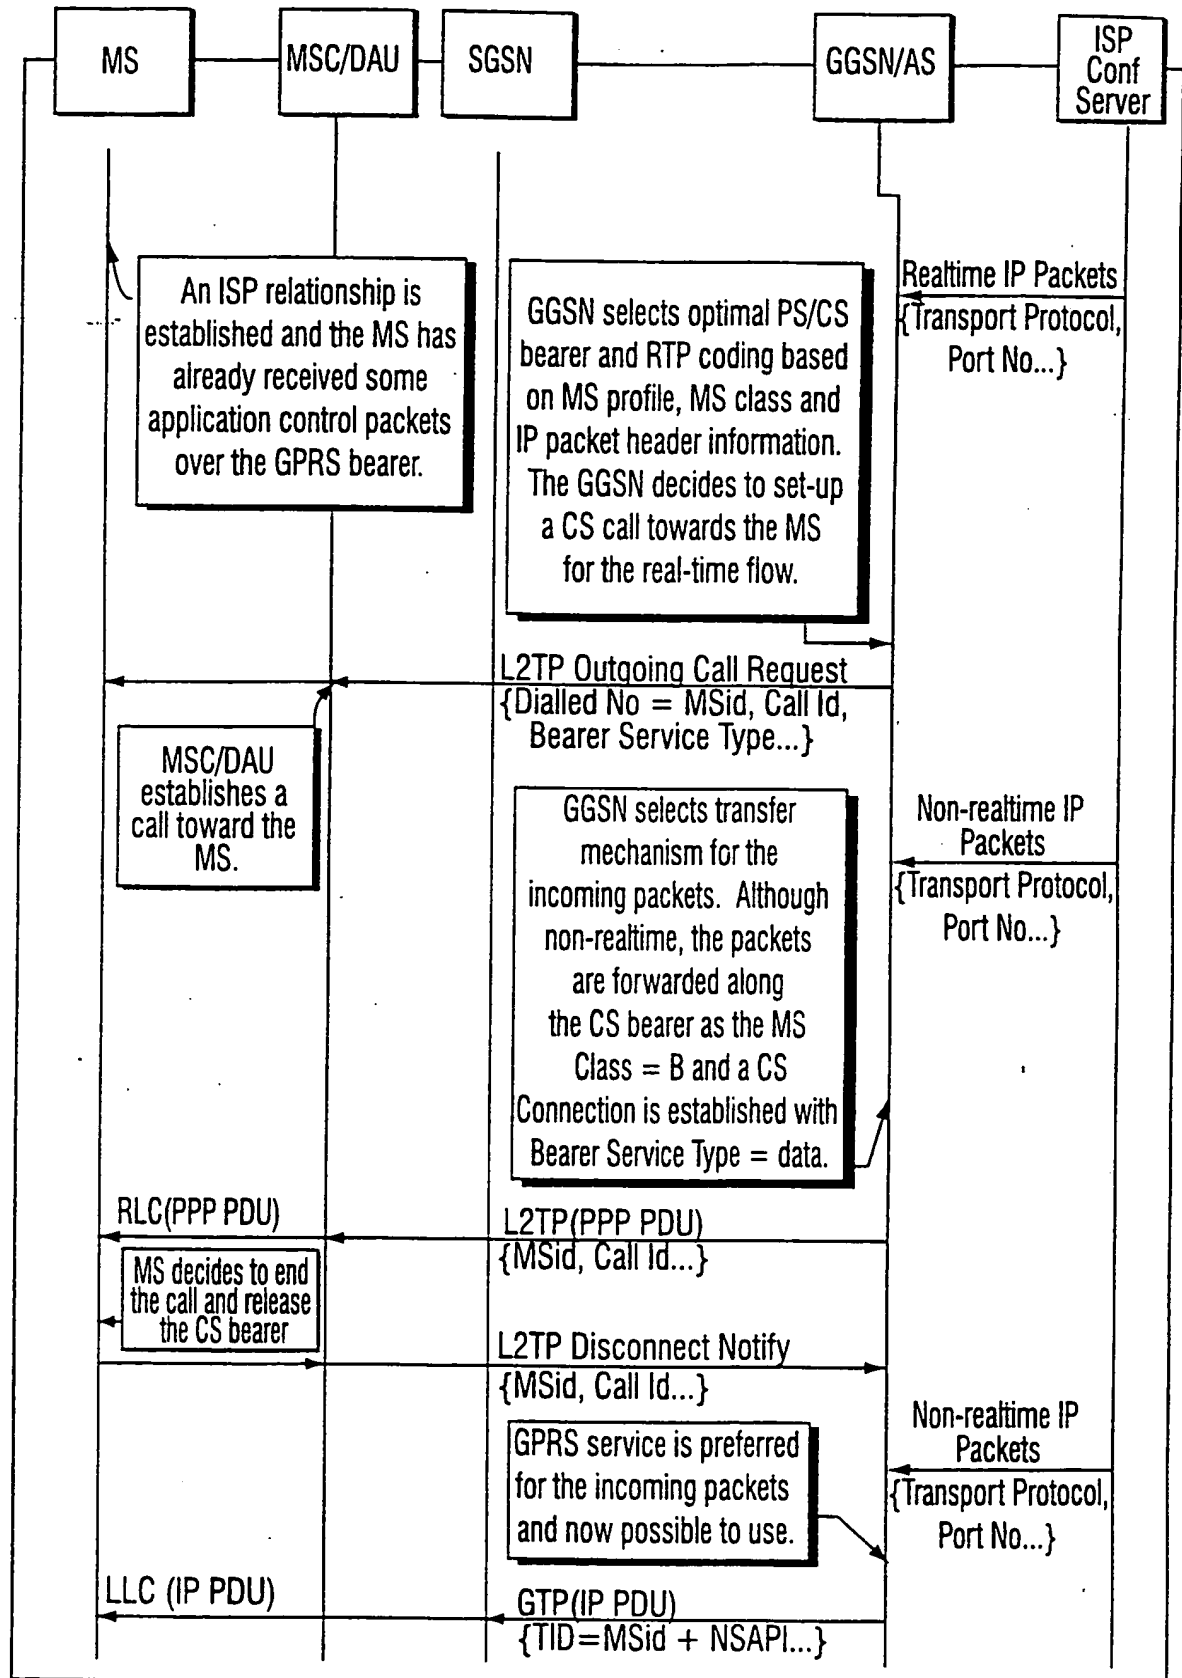 MS
MSC/DAU
SGSN
GGSN/AS
ISP
Conf
Server
An ISP relationship is
established and the MS has
already received some
application control packets
over the GPRS bearer.
GGSN selects optimal PS/CS
bearer and RTP coding based
on MS profile, MS class and
IP packet header information.
The GGSN decides to set-up
a CS call towards the MS
for the real-time flow.
Realtime IP Packets
{Transport Protocol,
Port No...}
L2TP Outgoing Call Request
{Dialled No = MSid, Call Id,
Bearer Service Type...}
MSC/DAU
establishes a
call toward the
MS.
GGSN selects transfer
mechanism for the
incoming packets. Although
non-realtime, the packets
are forwarded along
the CS bearer as the MS
Class = B and a CS
Connection is established with
Bearer Service Type = data.
Non-realtime IP
Packets
{Transport Protocol,
Port No...}
RLC(PPP PDU)
L2TP(PPP PDU)
{MSid, Call Id...}
MS decides to end
the call and release
the CS bearer
L2TP Disconnect Notify
{MSid, Call Id...}
GPRS service is preferred
for the incoming packets
and now possible to use.
Non-realtime IP
Packets
{Transport Protocol,
Port No...}
LLC (IP PDU)
GTP(IP PDU)
{TID=MSid + NSAPI...}